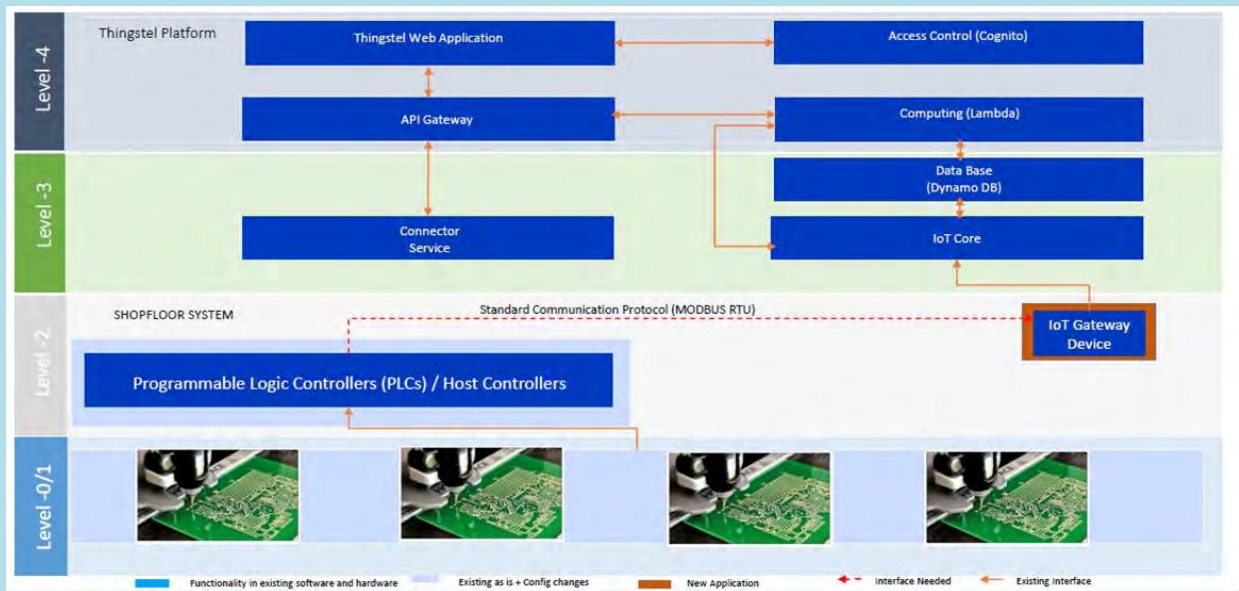 Level -4
Thingstel Platform
Thingstel Web Application
Access Control (Cognito)
API Gateway
Computing (Lambda)
Level -3
Data Base
(Dynamo DB)
Connector
Service
IoT Core
Level -2
SHOPFLOOR SYSTEM
Standard Communication Protocol (MODBUS RTU)
IoT Gateway
Device
Programmable Logic Controllers (PLCs) / Host Controllers
Level -0/1
Functionality in existing software and hardware
Existing as is + Config changes
New Application
Interface Needed
Existing Interface